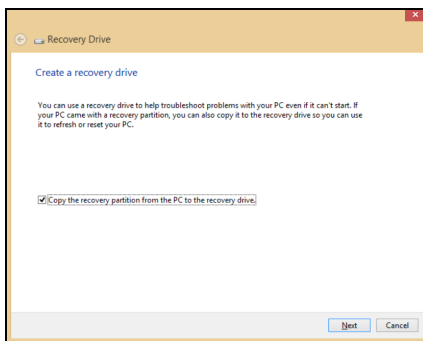 Recovery Drive
Create a recovery drive
You can use a recovery drive to help troubleshoot problems with your PC even if it can't start. If
your PC came with a recovery partition, you can also copy it to the recovery drive so you can use
it to refresh or reset your PC.
Copy the recovery partition from the PC to the recovery drive.
Next Cancel